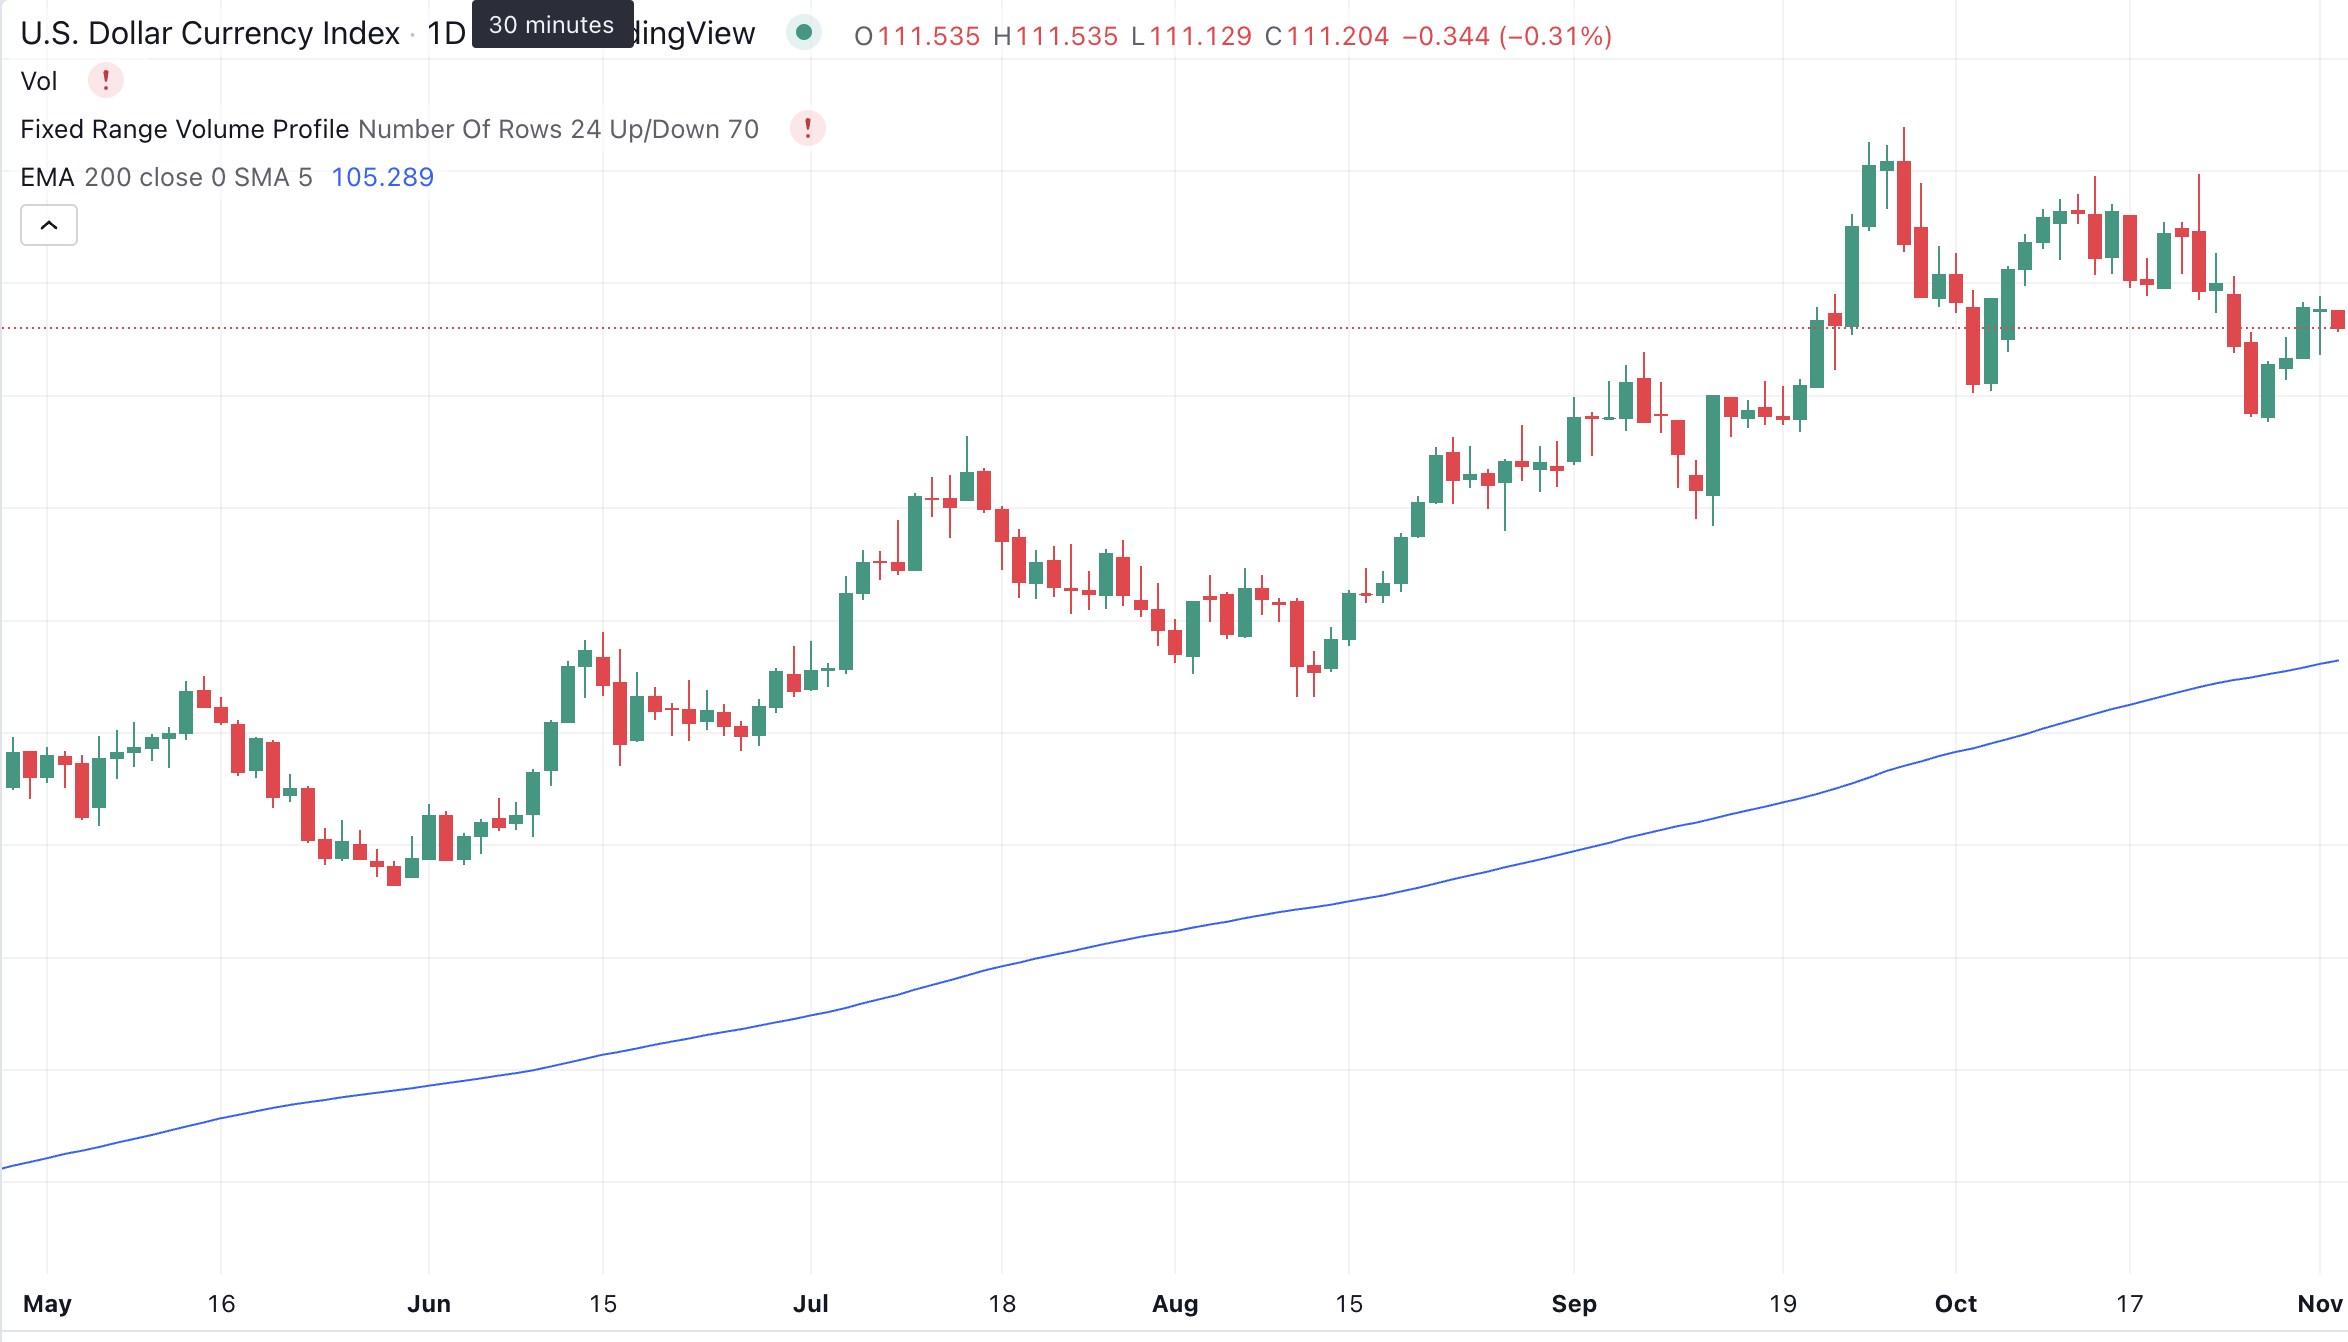 U.S. Dollar Currency Index · 1D 30 minutes dingView O111.535 H111.535 L111.129 C111.204 −0.344 (−0.31%)
Vol !
Fixed Range Volume Profile Number Of Rows 24 Up/Down 70 !
EMA 200 close 0 SMA 5 105.289
May 16 Jun 15 Jul 18 Aug 15 Sep 19 Oct 17 Nov